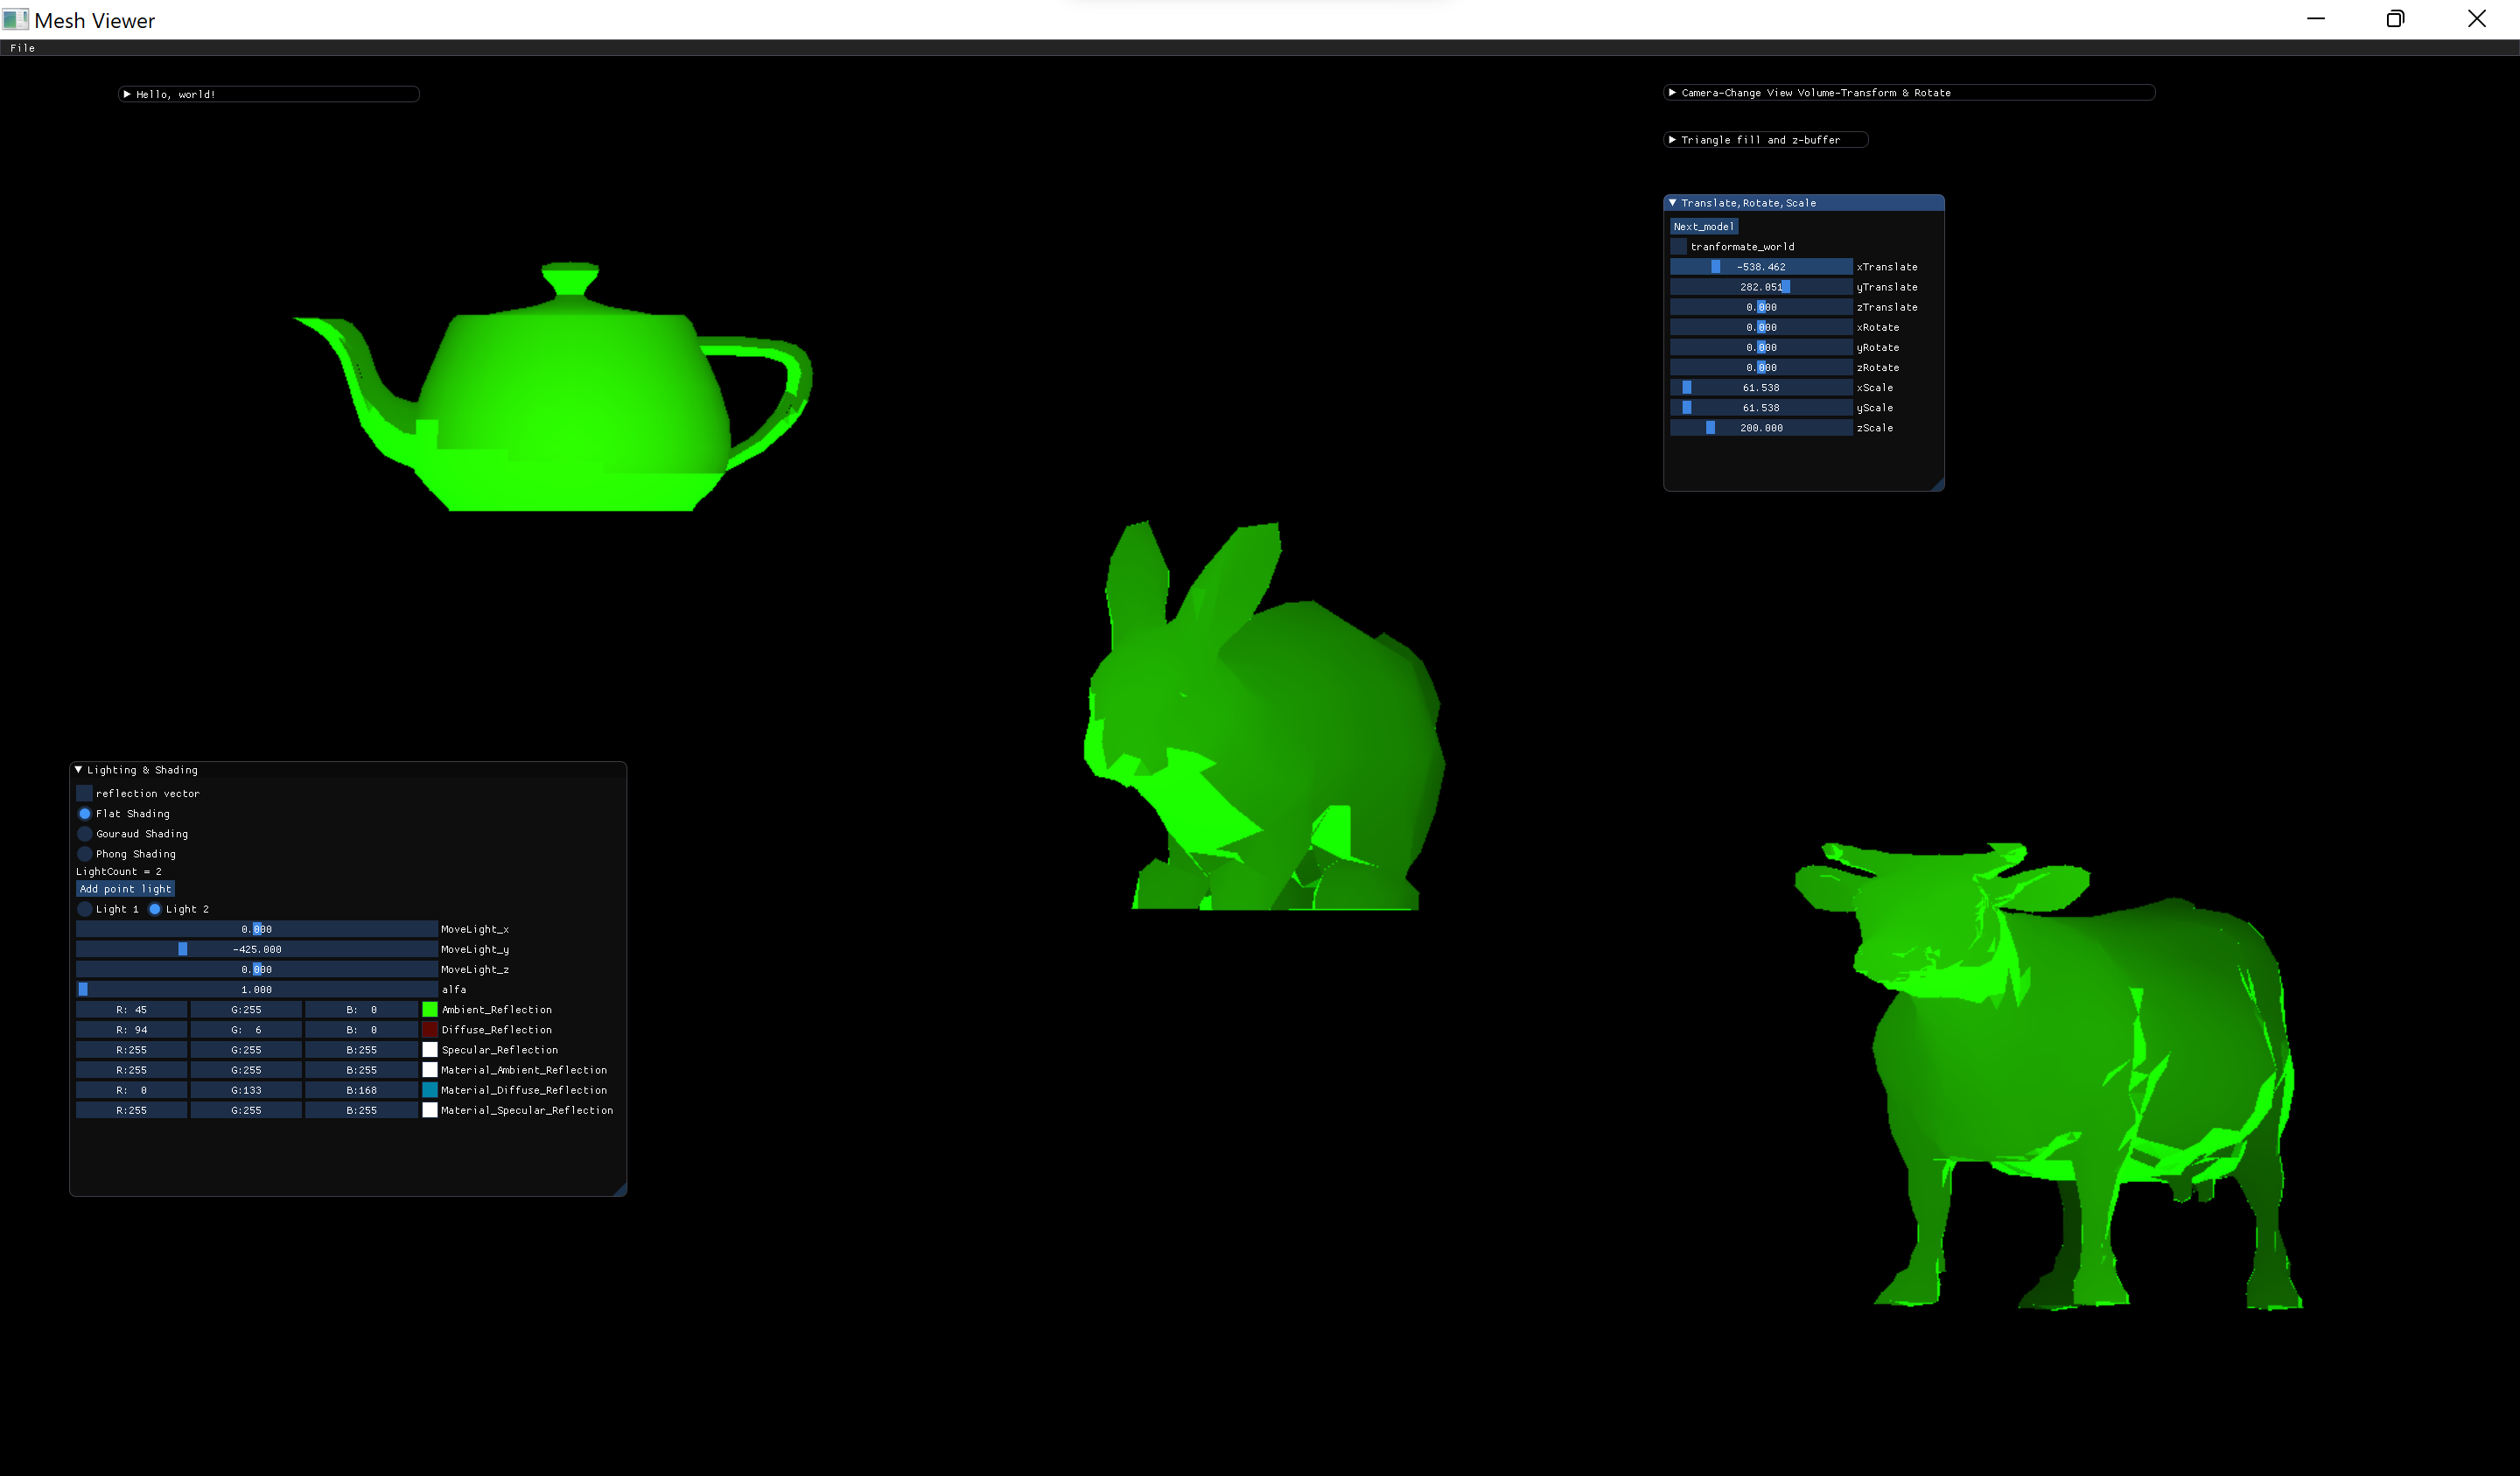 Mesh Viewer
File
Hello, world!
Camera-Change View Volume-Transform & Rotate
Triangle fill and z-buffer
Translate,Rotate,Scale
Next_model
tranformate_world
-538.462 xTranslate
282.051 yTranslate
0.000 zTranslate
0.000 xRotate
0.000 yRotate
0.000 zRotate
61.538 xScale
61.538 yScale
200.000 zScale
Lighting & Shading
reflection vector
Flat Shading
Gouraud Shading
Phong Shading
LightCount = 2
Add point light
Light 1 Light 2
0.000 MoveLight_x
-425.000 MoveLight_y
0.000 MoveLight_z
1.000 alfa
R: 45 G:255 B: 0 Ambient_Reflection
R: 94 G: 6 B: 0 Diffuse_Reflection
R:255 G:255 B:255 Specular_Reflection
R:255 G:255 B:255 Material_Ambient_Reflection
R: 0 G:133 B:168 Material_Diffuse_Reflection
R:255 G:255 B:255 Material_Specular_Reflection